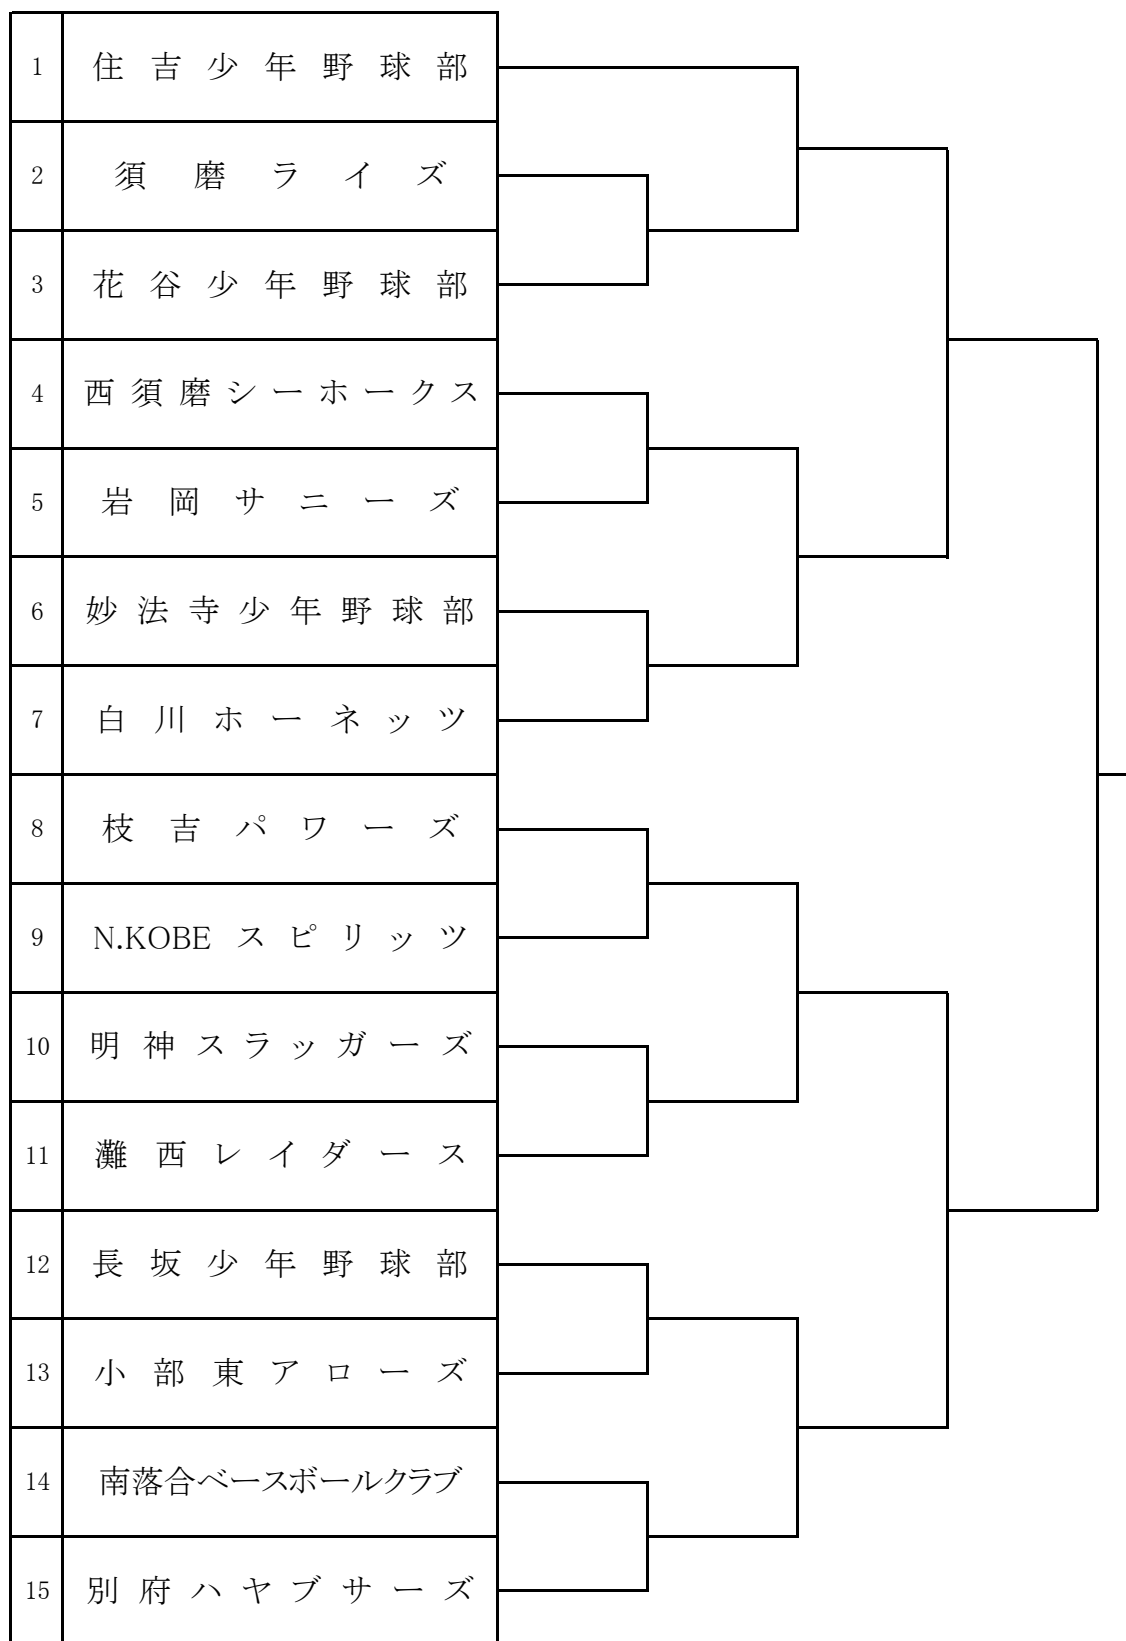 1 住吉少年野球部
2 須磨ライズ
3 花谷少年野球部
4 西須磨シーホークス
5 岩岡サニーズ
6 妙法寺少年野球部
7 白川ホーネッツ
8 枝吉パワーズ
9 N.KOBEスピリッツ
10 明神スラッガーズ
11 灘西レイダース
12 長坂少年野球部
13 小部東アローズ
14 南落合ベースボールクラブ
15 別府ハヤブサーズ